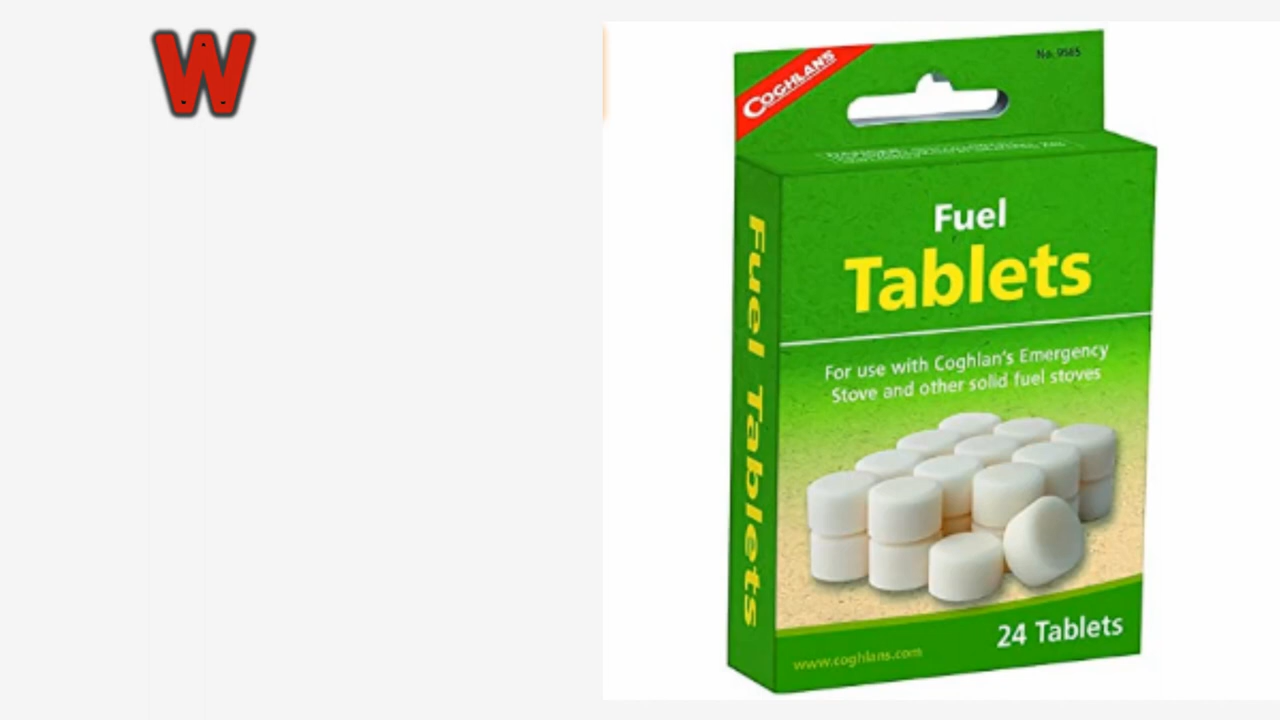 W
COGHLAN'S
No. 9565
Fuel
Tablets
For use with Coghlan's Emergency
Stove and other solid fuel stoves
24 Tablets
www.coghlans.com
Fuel Tablets